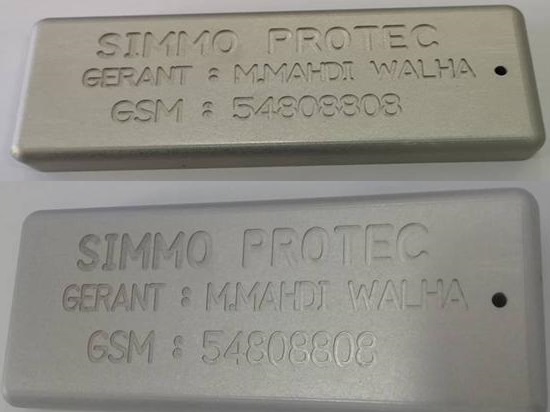 SIMMO PROTEC
GERANT : M.MAHDI WALHA
GSM : 54808808
SIMMO PROTEC
GERANT : M.MAHDI WALHA
GSM : 54808808